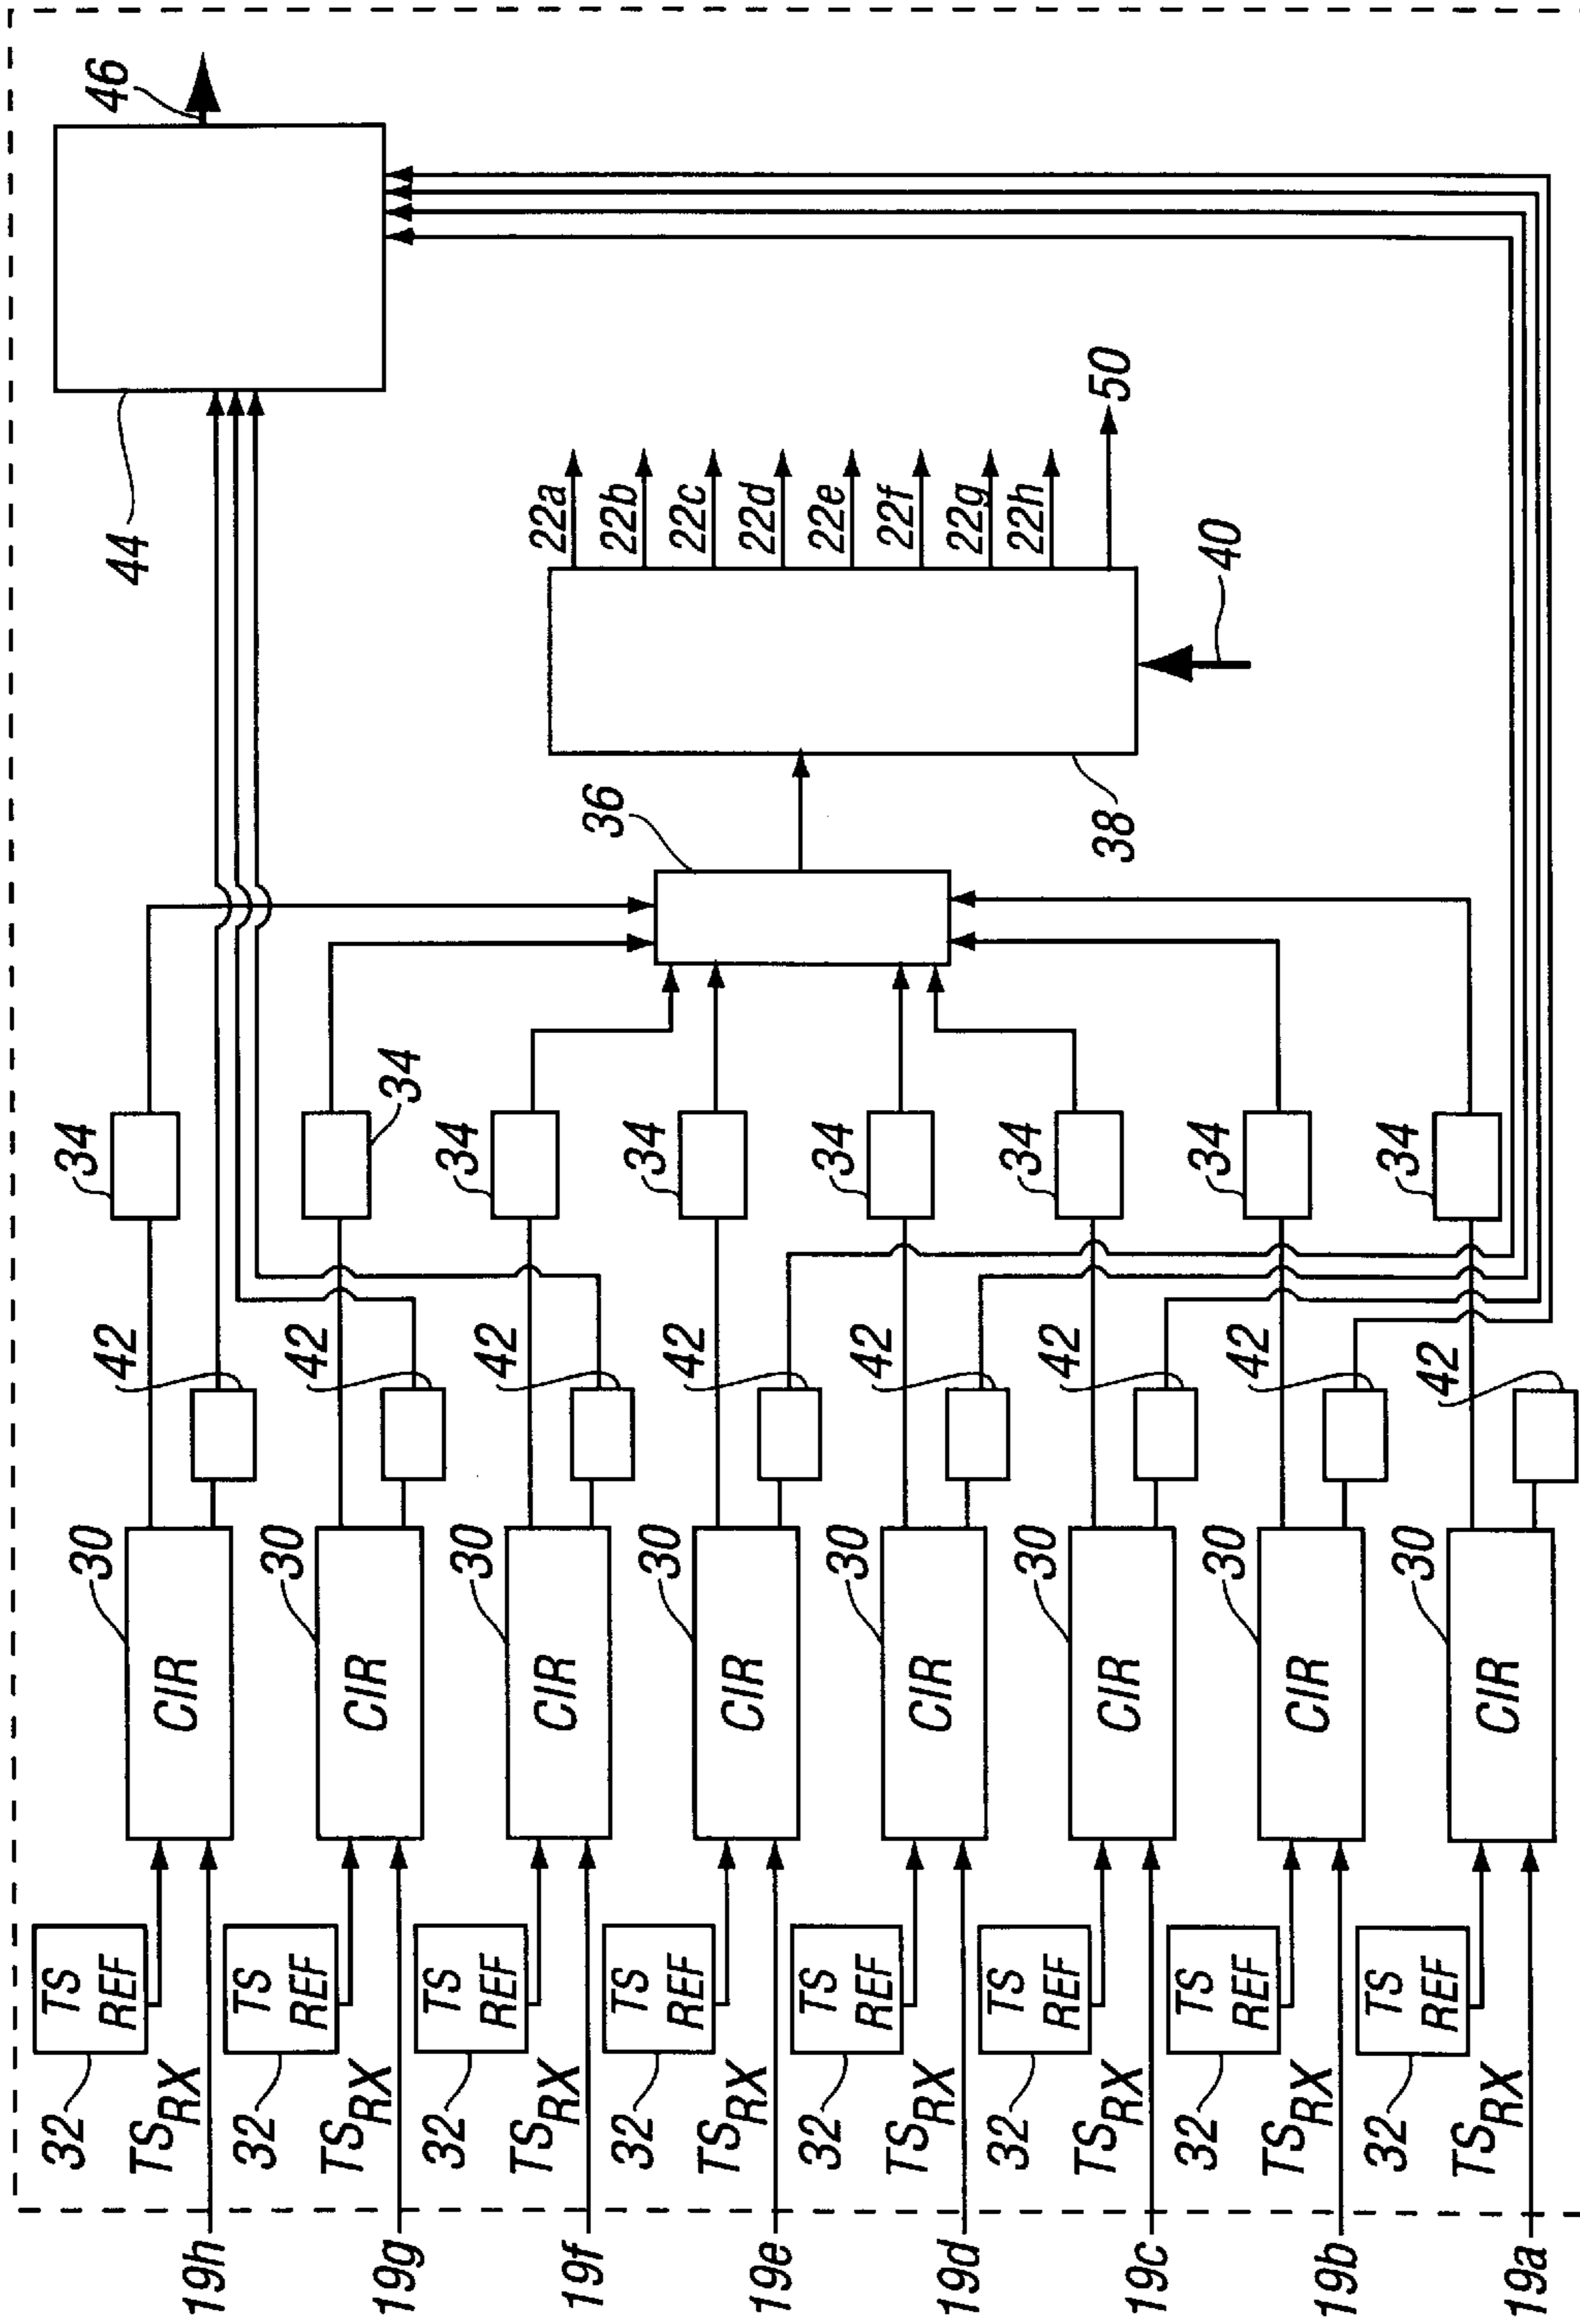 46
44
22a
22b
22c
22d
22e
22f
22g
22h
50
40
36
38
34
34
34
34
34
34
34
34
42
42
42
42
42
42
42
42
30
30
30
30
30
30
30
30
CIR
CIR
CIR
CIR
CIR
CIR
CIR
CIR
TS
REF
TS
REF
TS
REF
TS
REF
TS
REF
TS
REF
TS
REF
TS
REF
32
32
32
32
32
32
32
32
TSRX
TSRX
TSRX
TSRX
TSRX
TSRX
TSRX
TSRX
19h
19g
19f
19e
19d
19c
19b
19a